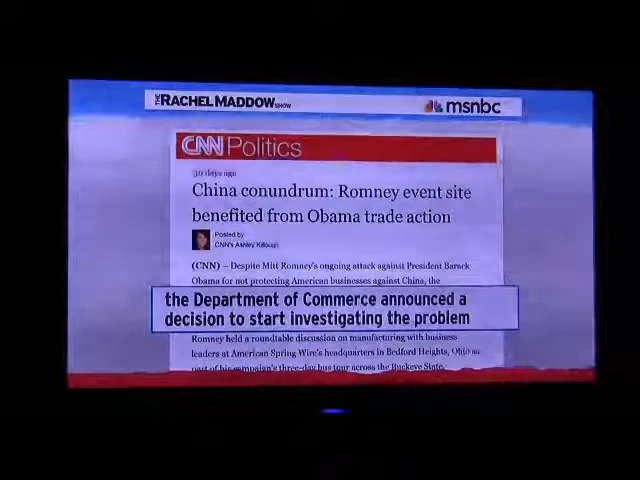 THE RACHEL MADDOW SHOW
msnbc
CNN Politics
30 days ago
China conundrum: Romney event site
benefited from Obama trade action
Posted by
CNN's Ashley Killough
(CNN) – Despite Mitt Romney's ongoing attack against President Barack
Obama for not protecting American businesses against China, the
the Department of Commerce announced a
decision to start investigating the problem
Romney held a roundtable discussion on manufacturing with business
leaders at American Spring Wire's headquarters in Bedford Heights, Ohio as
part of his campaign's three-day bus tour across the Buckeye State.